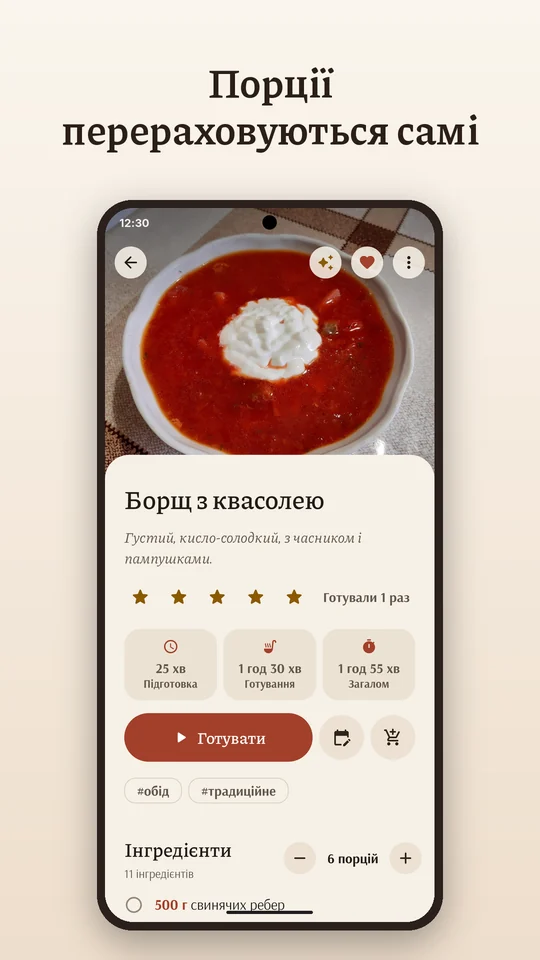 Порції
перераховуються самі
12:30
Борщ з квасолею
Густий, кисло-солодкий, з часником і
пампушками.
Готували 1 раз
25 хв
Підготовка
1 год 30 хв
Готування
1 год 55 хв
Загалом
Готувати
#обід
#традиційне
Інгредієнти
6 порцій
11 інгредієнтів
500 г свинячих ребер